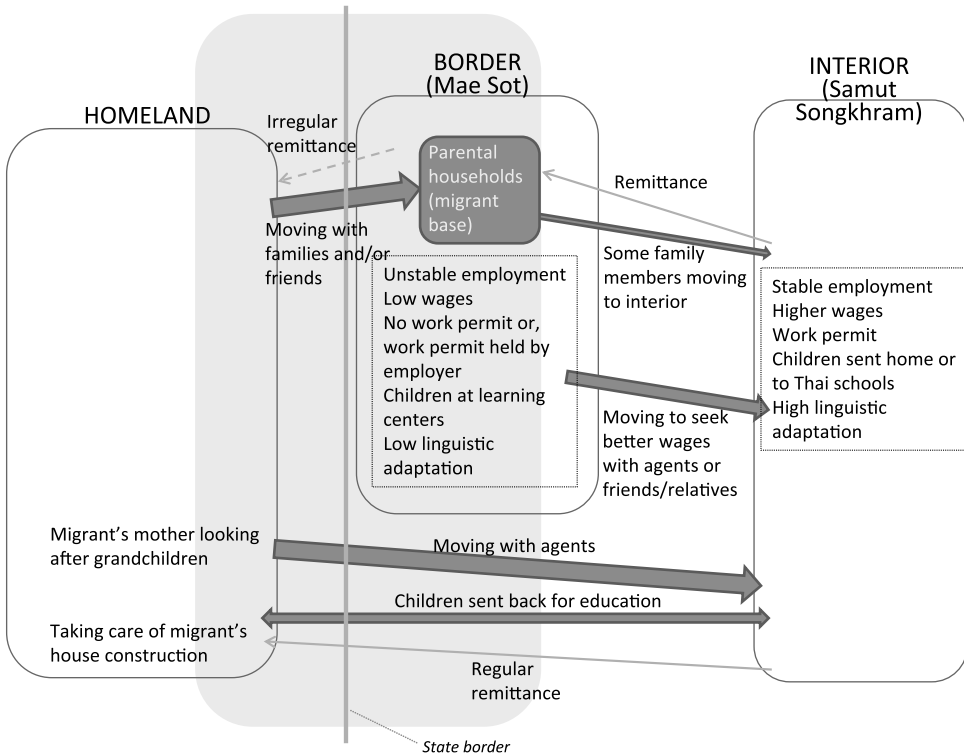 HOMELAND
BORDER
(Mae Sot)
INTERIOR
(Samut
Songkhram)
Irregular
remittance
Parental
households
(migrant
base)
Remittance
Moving with
families and/or
friends
Some family
members moving
to interior
Unstable employment
Low wages
No work permit or,
work permit held by
employer
Children at learning
centers
Low linguistic
adaptation
Stable employment
Higher wages
Work permit
Children sent home or
to Thai schools
High linguistic
adaptation
Moving to seek
better wages
with agents or
friends/relatives
Migrant's mother looking
after grandchildren
Moving with agents
Children sent back for education
Taking care of migrant's
house construction
Regular
remittance
State border